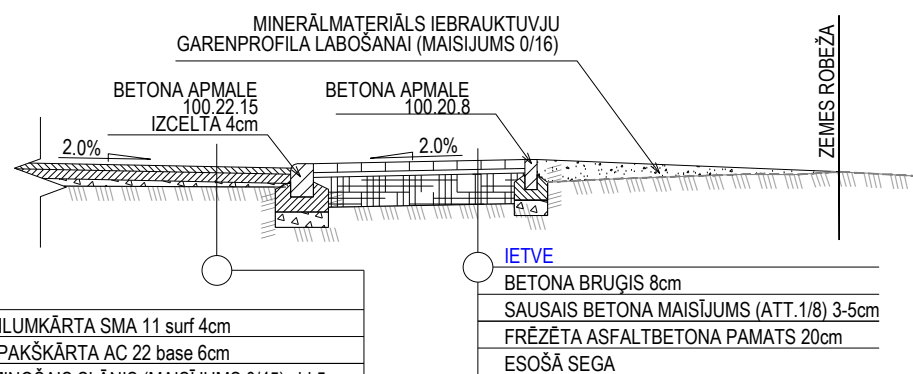 MINERĀLMATERIĀLS IEBRAUKTUVJU
GARENPROFILA LABOŠANAI (MAISIJUMS 0/16)
BETONA APMALE
100.22.15
IZCELTA 4cm
BETONA APMALE
100.20.8
ZEMES ROBEŽA
2.0%
2.0%
IETVE
BETONA BRUĢIS 8cm
SAUSAIS BETONA MAISĪJUMS (ATT.1/8) 3-5cm
FRĒZĒTA ASFALTBETONA PAMATS 20cm
ESOŠĀ SEGA
ILUMKĀRTA SMA 11 surf 4cm
PAKŠKĀRTA AC 22 base 6cm